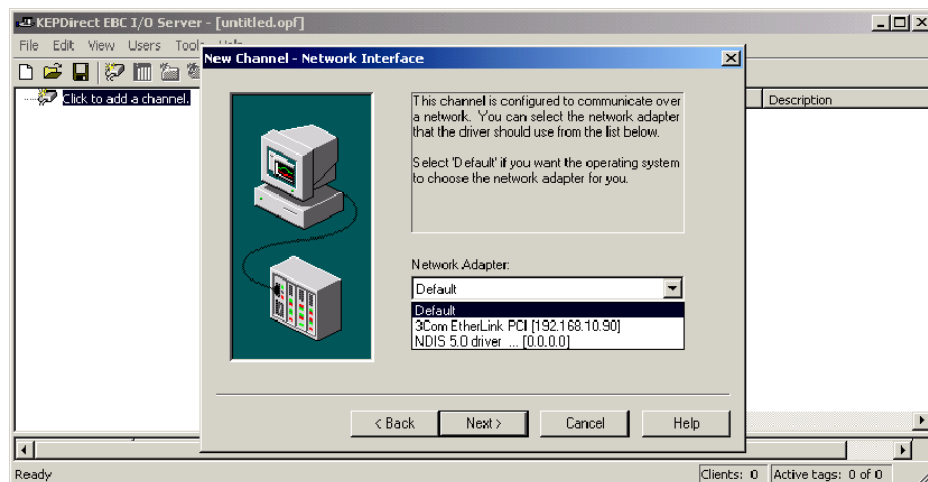 KEPDirect EBC I/O Server - [untitled.opf]
File Edit View Users Tools Help
New Channel - Network Interface
Click to add a channel.
Description
This channel is configured to communicate over
a network. You can select the network adapter
that the driver should use from the list below.
Select 'Default' if you want the operating system
to choose the network adapter for you.
Network Adapter:
Default
Default
3Com EtherLink PCI [192.168.10.90]
NDIS 5.0 driver ... [0.0.0.0]
< Back Next > Cancel Help
Ready
Clients: 0 Active tags: 0 of 0